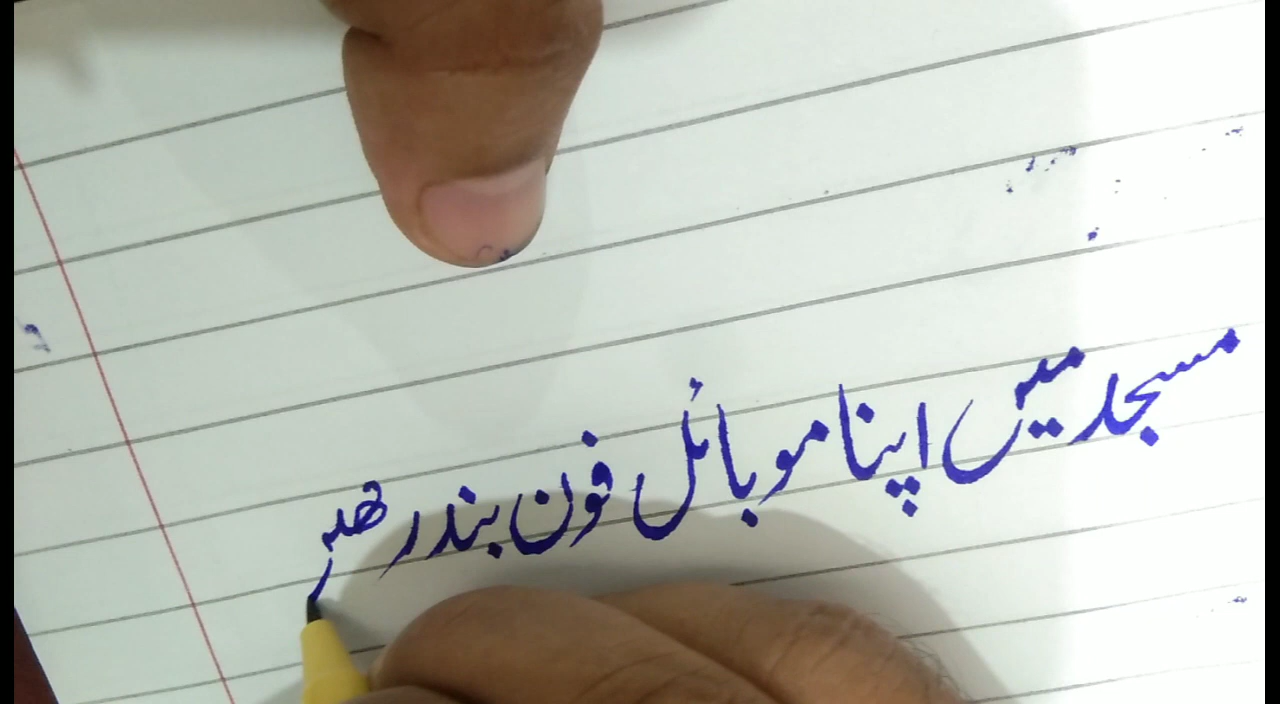 مسجد میں اپنا موبائل فون بند ر